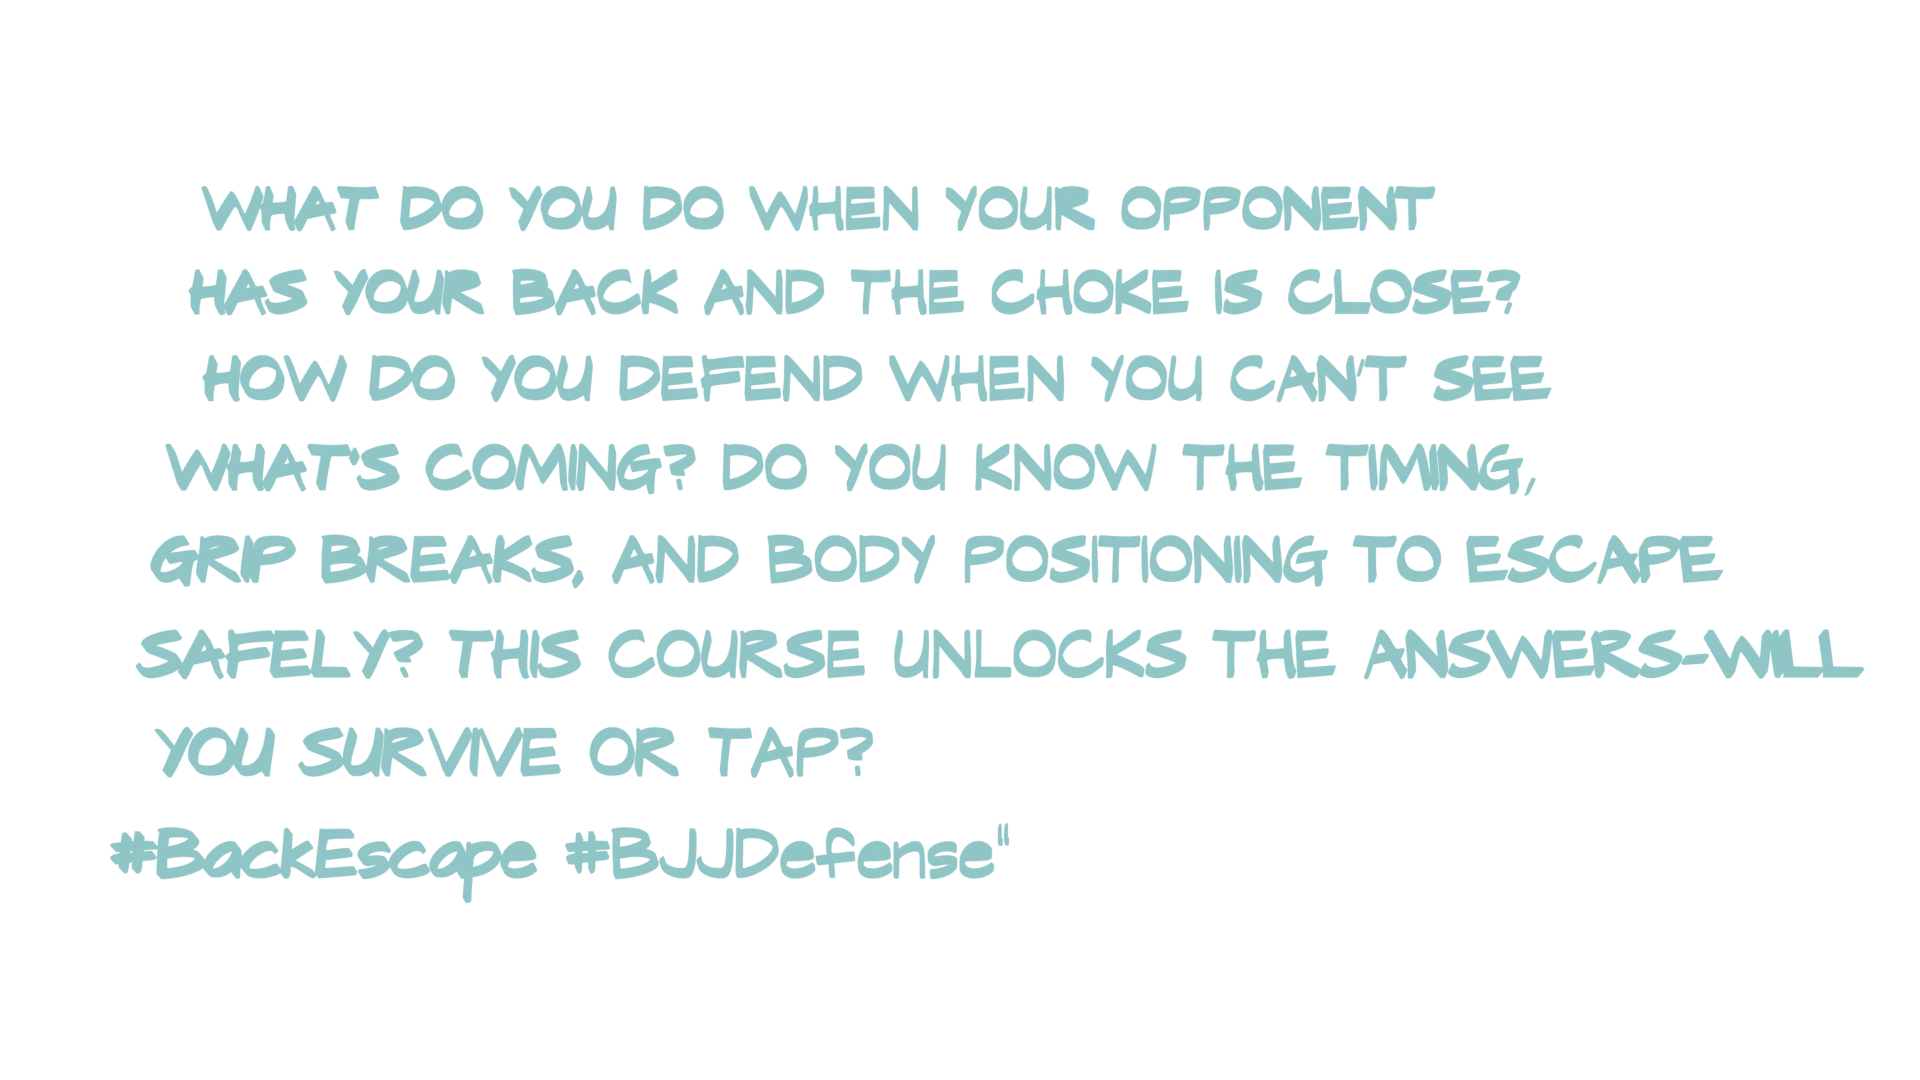 WHAT DO YOU DO WHEN YOUR OPPONENT
HAS YOUR BACK AND THE CHOKE IS CLOSE?
HOW DO YOU DEFEND WHEN YOU CAN'T SEE
WHAT'S COMING? DO YOU KNOW THE TIMING,
GRIP BREAKS, AND BODY POSITIONING TO ESCAPE
SAFELY? THIS COURSE UNLOCKS THE ANSWERS-WILL
YOU SURVIVE OR TAP?
#BackEscape #BJJDefense"